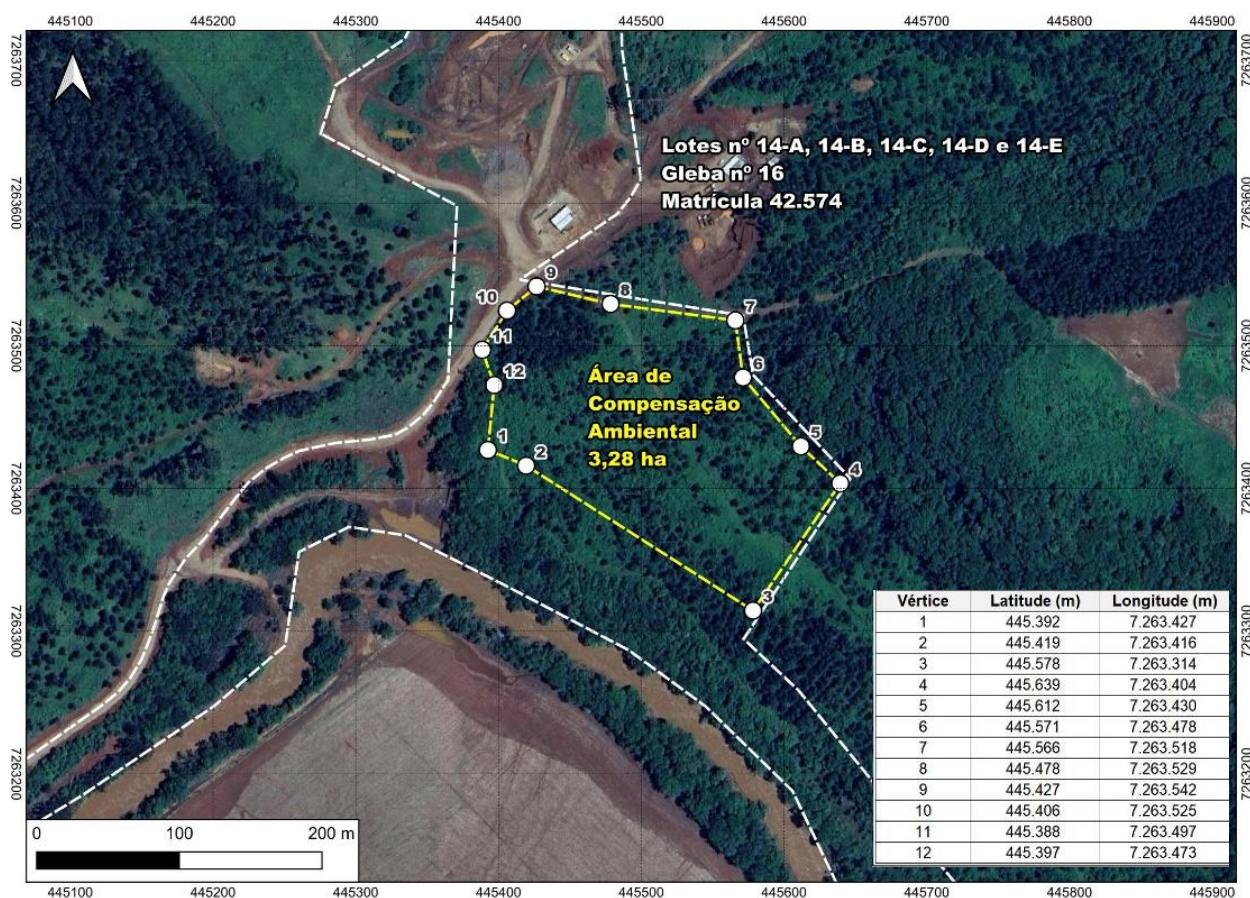 445100 445200 445300 445400 445500 445600 445700 445800 445900
7263700
7263700
Lotes nº 14-A, 14-B, 14-C, 14-D e 14-E
Gleba nº 16
Matrícula 42.574
7263600
7263600
9
8
10
7
11
7263500
7263500
12
6
Área de
Compensação
Ambiental
3,28 ha
5
1
2
4
7263400
7263400
3
7263300
7263300
Vértice Latitude (m) Longitude (m)
1 445.392 7.263.427
2 445.419 7.263.416
3 445.578 7.263.314
4 445.639 7.263.404
5 445.612 7.263.430
6 445.571 7.263.478
7 445.566 7.263.518
8 445.478 7.263.529
9 445.427 7.263.542
10 445.406 7.263.525
11 445.388 7.263.497
12 445.397 7.263.473
7263200
7263200
0 100 200 m
445100 445200 445300 445400 445500 445600 445700 445800 445900